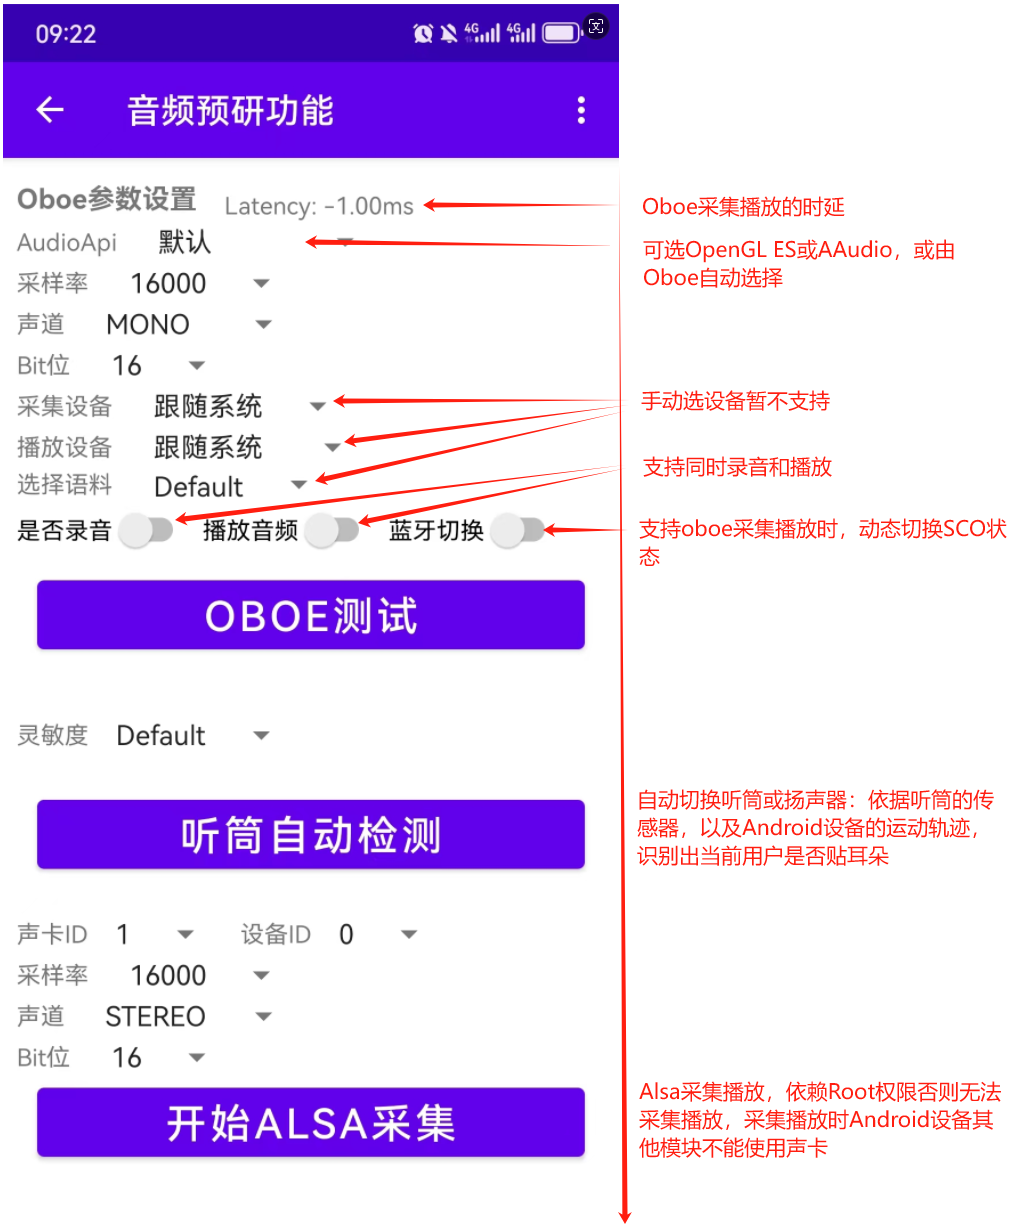 09:22
4G 4G
音频预研功能
Oboe参数设置 Latency: -1.00ms
Oboe采集播放的时延
AudioApi 默认
可选OpenGL ES或AAudio，或由
Oboe自动选择
采样率 16000
声道 MONO
Bit位 16
采集设备 跟随系统
手动选设备暂不支持
播放设备 跟随系统
支持同时录音和播放
选择语料 Default
是否录音 播放音频 蓝牙切换
支持oboe采集播放时，动态切换SCO状
态
OBOE测试
灵敏度 Default
自动切换听筒或扬声器：依据听筒的传
感器，以及Android设备的运动轨迹，
识别出当前用户是否贴耳朵
听筒自动检测
声卡ID 1 设备ID 0
采样率 16000
声道 STEREO
Bit位 16
Alsa采集播放，依赖Root权限否则无法
采集播放，采集播放时Android设备其
他模块不能使用声卡
开始ALSA采集